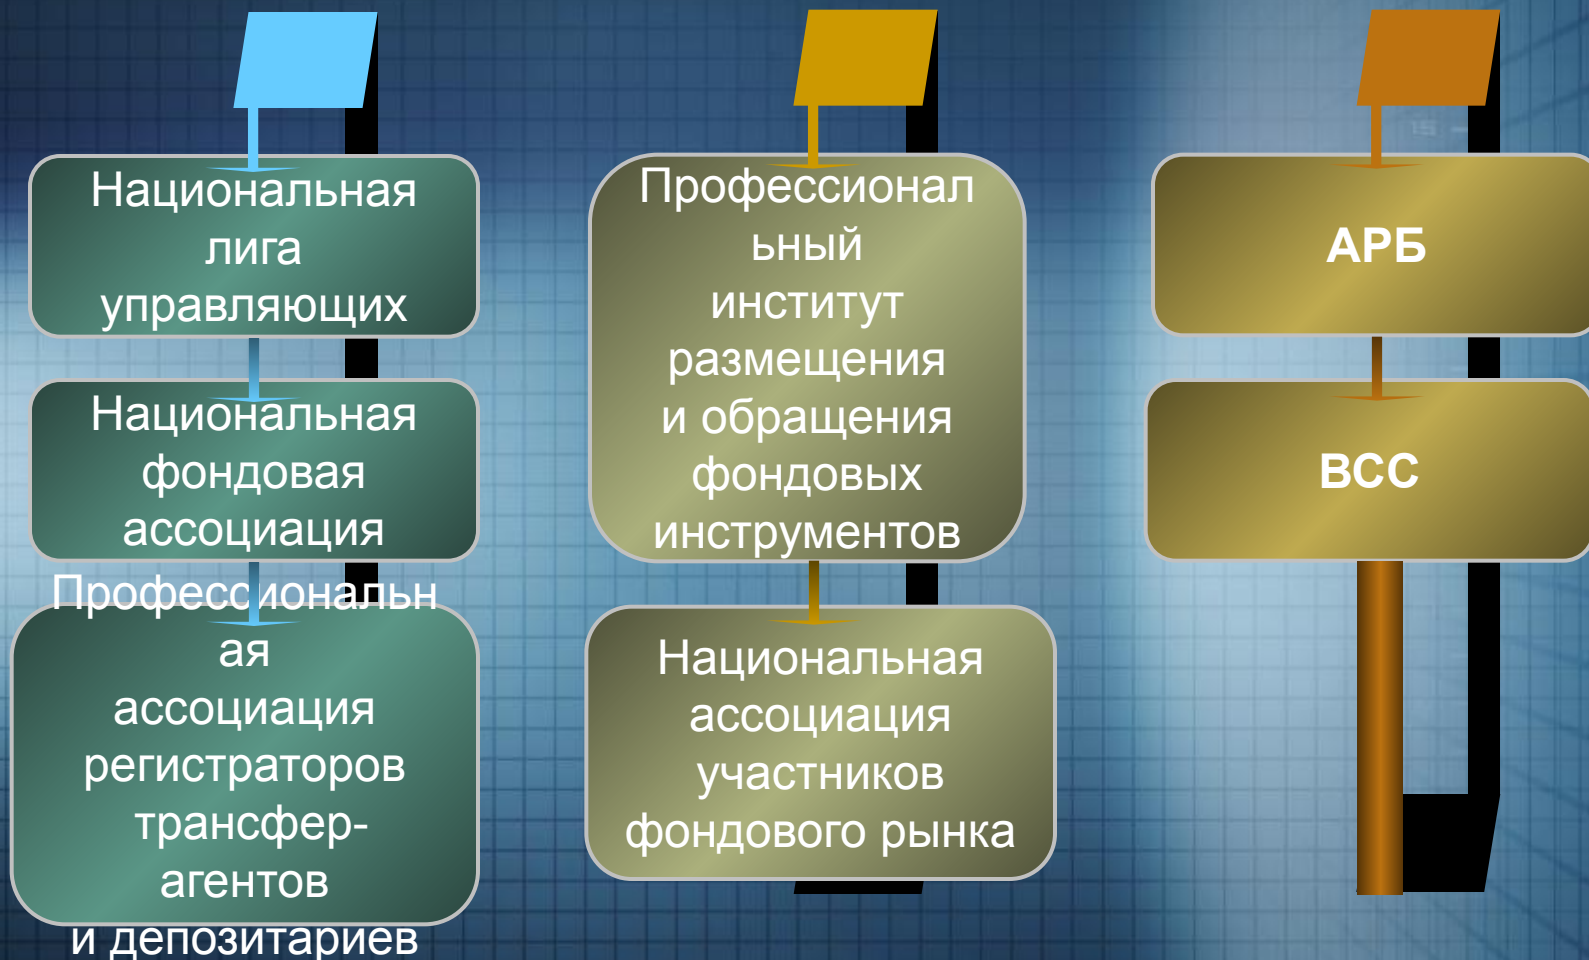 Национальная
лига
управляющих
Национальная
фондовая
ассоциация
Профессиональн
ая
ассоциация
регистраторов
трансфер-
агентов
и депозитариев
Профессионал
ьный
институт
размещения
и обращения
фондовых
инструментов
Национальная
ассоциация
участников
фондового рынка
АРБ
ВСС